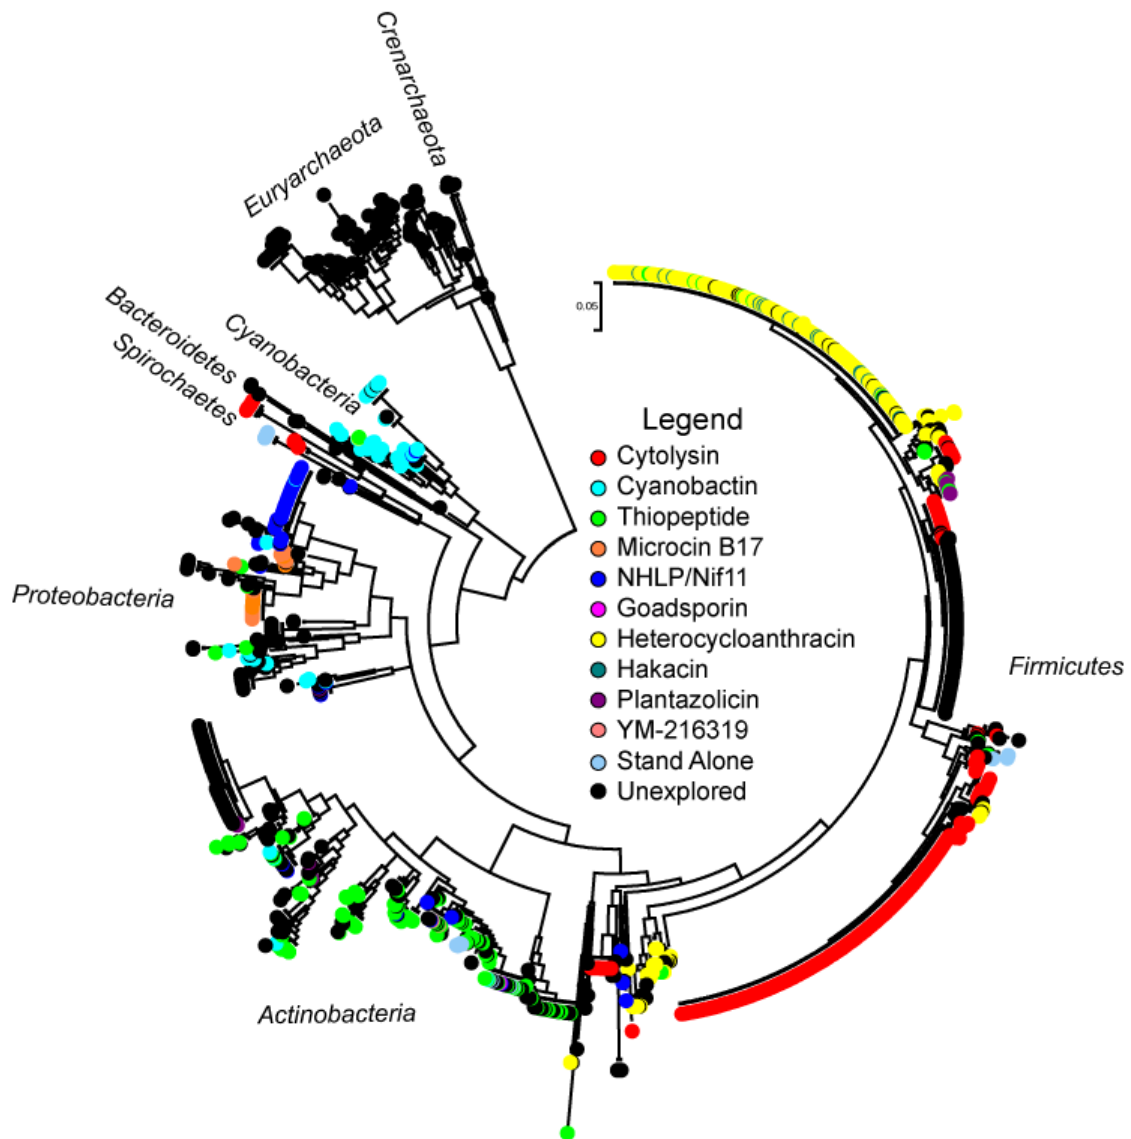 Crenarchaeota
Euryarchaeota
Bacteroidetes
Cyanobacteria
Spirochaetes
0.05
Legend
Cytolysin
Cyanobactin
Thiopeptide
Microcin B17
NHLP/Nif11
Goadsporin
Heterocycloanthracin
Hakacin
Plantazolicin
YM-216319
Stand Alone
Unexplored
Proteobacteria
Firmicutes
Actinobacteria